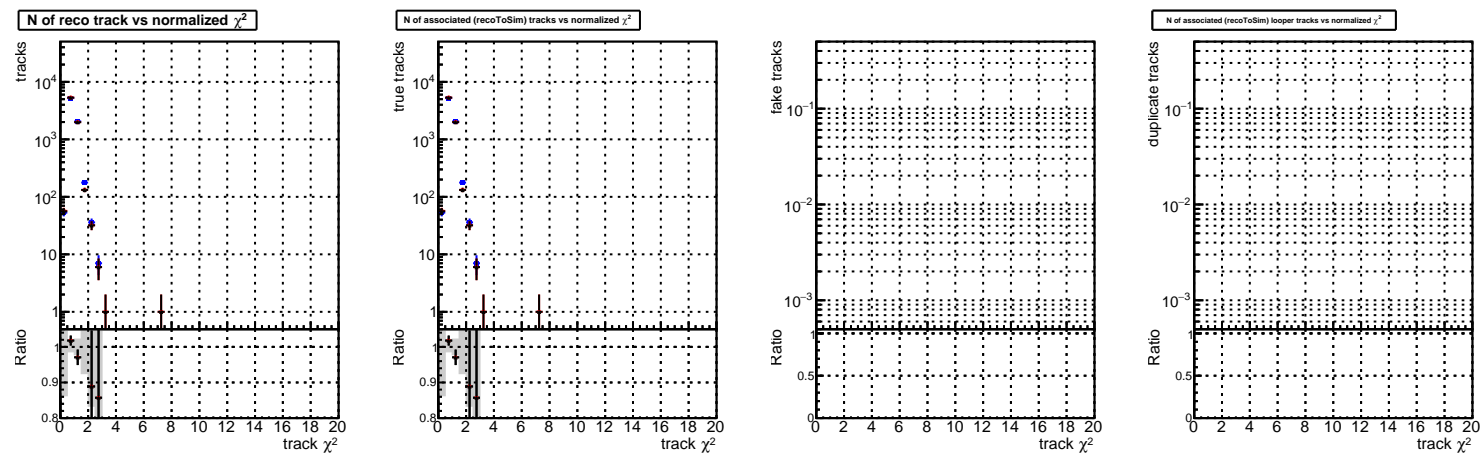 N of reco track vs normalized χ²
tracks
10⁴
10³
10²
10
1
Ratio
1
0.9
0.8
0 2 4 6 8 10 12 14 16 18 20
track χ²
N of associated (recoToSim) tracks vs normalized χ²
true tracks
10⁴
10³
10²
10
1
Ratio
1
0.9
0.8
0 2 4 6 8 10 12 14 16 18 20
track χ²
fake tracks
10⁻¹
10⁻²
10⁻³
Ratio
1
0.5
0
0 2 4 6 8 10 12 14 16 18 20
track χ²
N of associated (recoToSim) looper tracks vs normalized χ²
duplicate tracks
10⁻¹
10⁻²
10⁻³
Ratio
1
0.5
0
0 2 4 6 8 10 12 14 16 18 20
track χ²